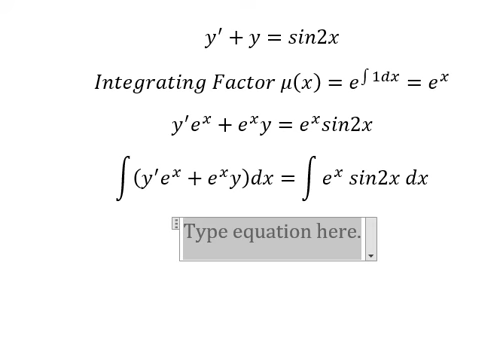 y′ + y = sin2x
Integrating Factor μ(x) = e^{∫ 1dx} = e^x
y′e^x + e^x y = e^x sin2x
∫ (y′e^x + e^x y)dx = ∫ e^x sin2x dx
Type equation here.